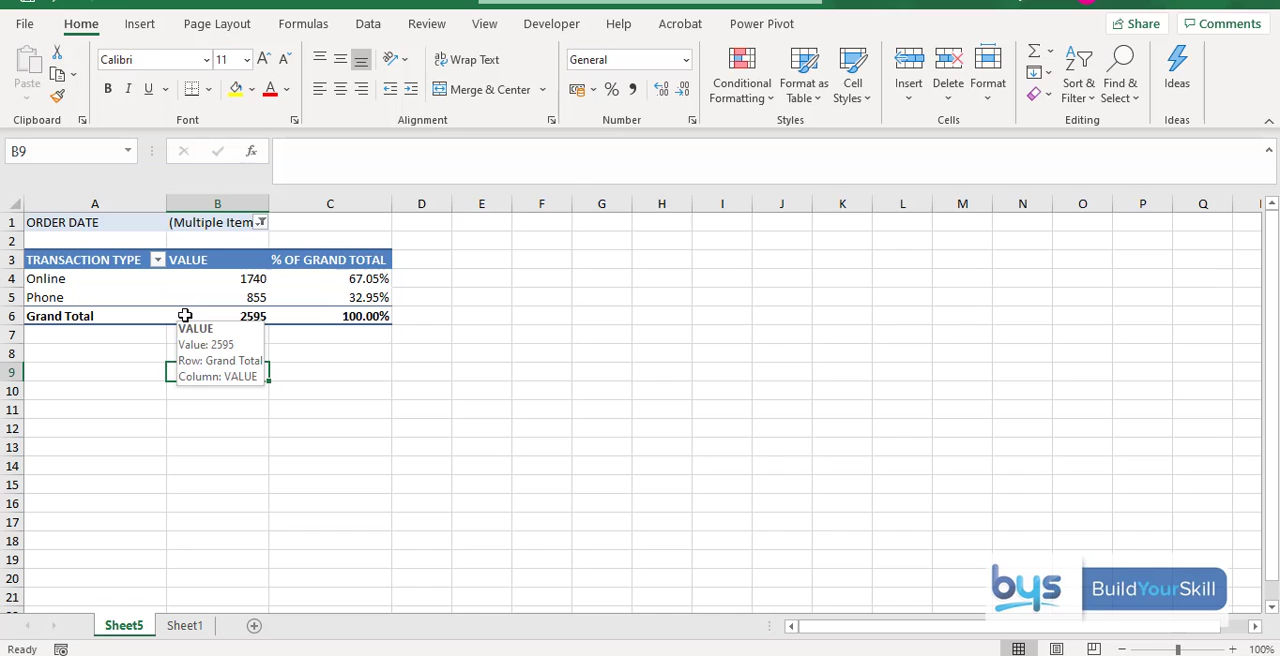 File Home Insert Page Layout Formulas Data Review View Developer Help Acrobat Power Pivot Share Comments
Paste
Calibri 11
B I U A
Wrap Text
Merge & Center
General
Conditional Formatting
Format as Table
Cell Styles
Insert Delete Format
Sort & Filter
Find & Select
Ideas
Clipboard Font Alignment Number Styles Cells Editing Ideas
B9 fx
A B C D E F G H I J K L M N O P Q
1 ORDER DATE (Multiple Item
2
3 TRANSACTION TYPE VALUE % OF GRAND TOTAL
4 Online 1740 67.05%
5 Phone 855 32.95%
6 Grand Total 2595 100.00%
VALUE
Value: 2595
Row: Grand Total
Column: VALUE
7
8
9
10
11
12
13
14
15
16
17
18
19
20
21
bys BuildYourSkill
Sheet5 Sheet1
Ready 100%